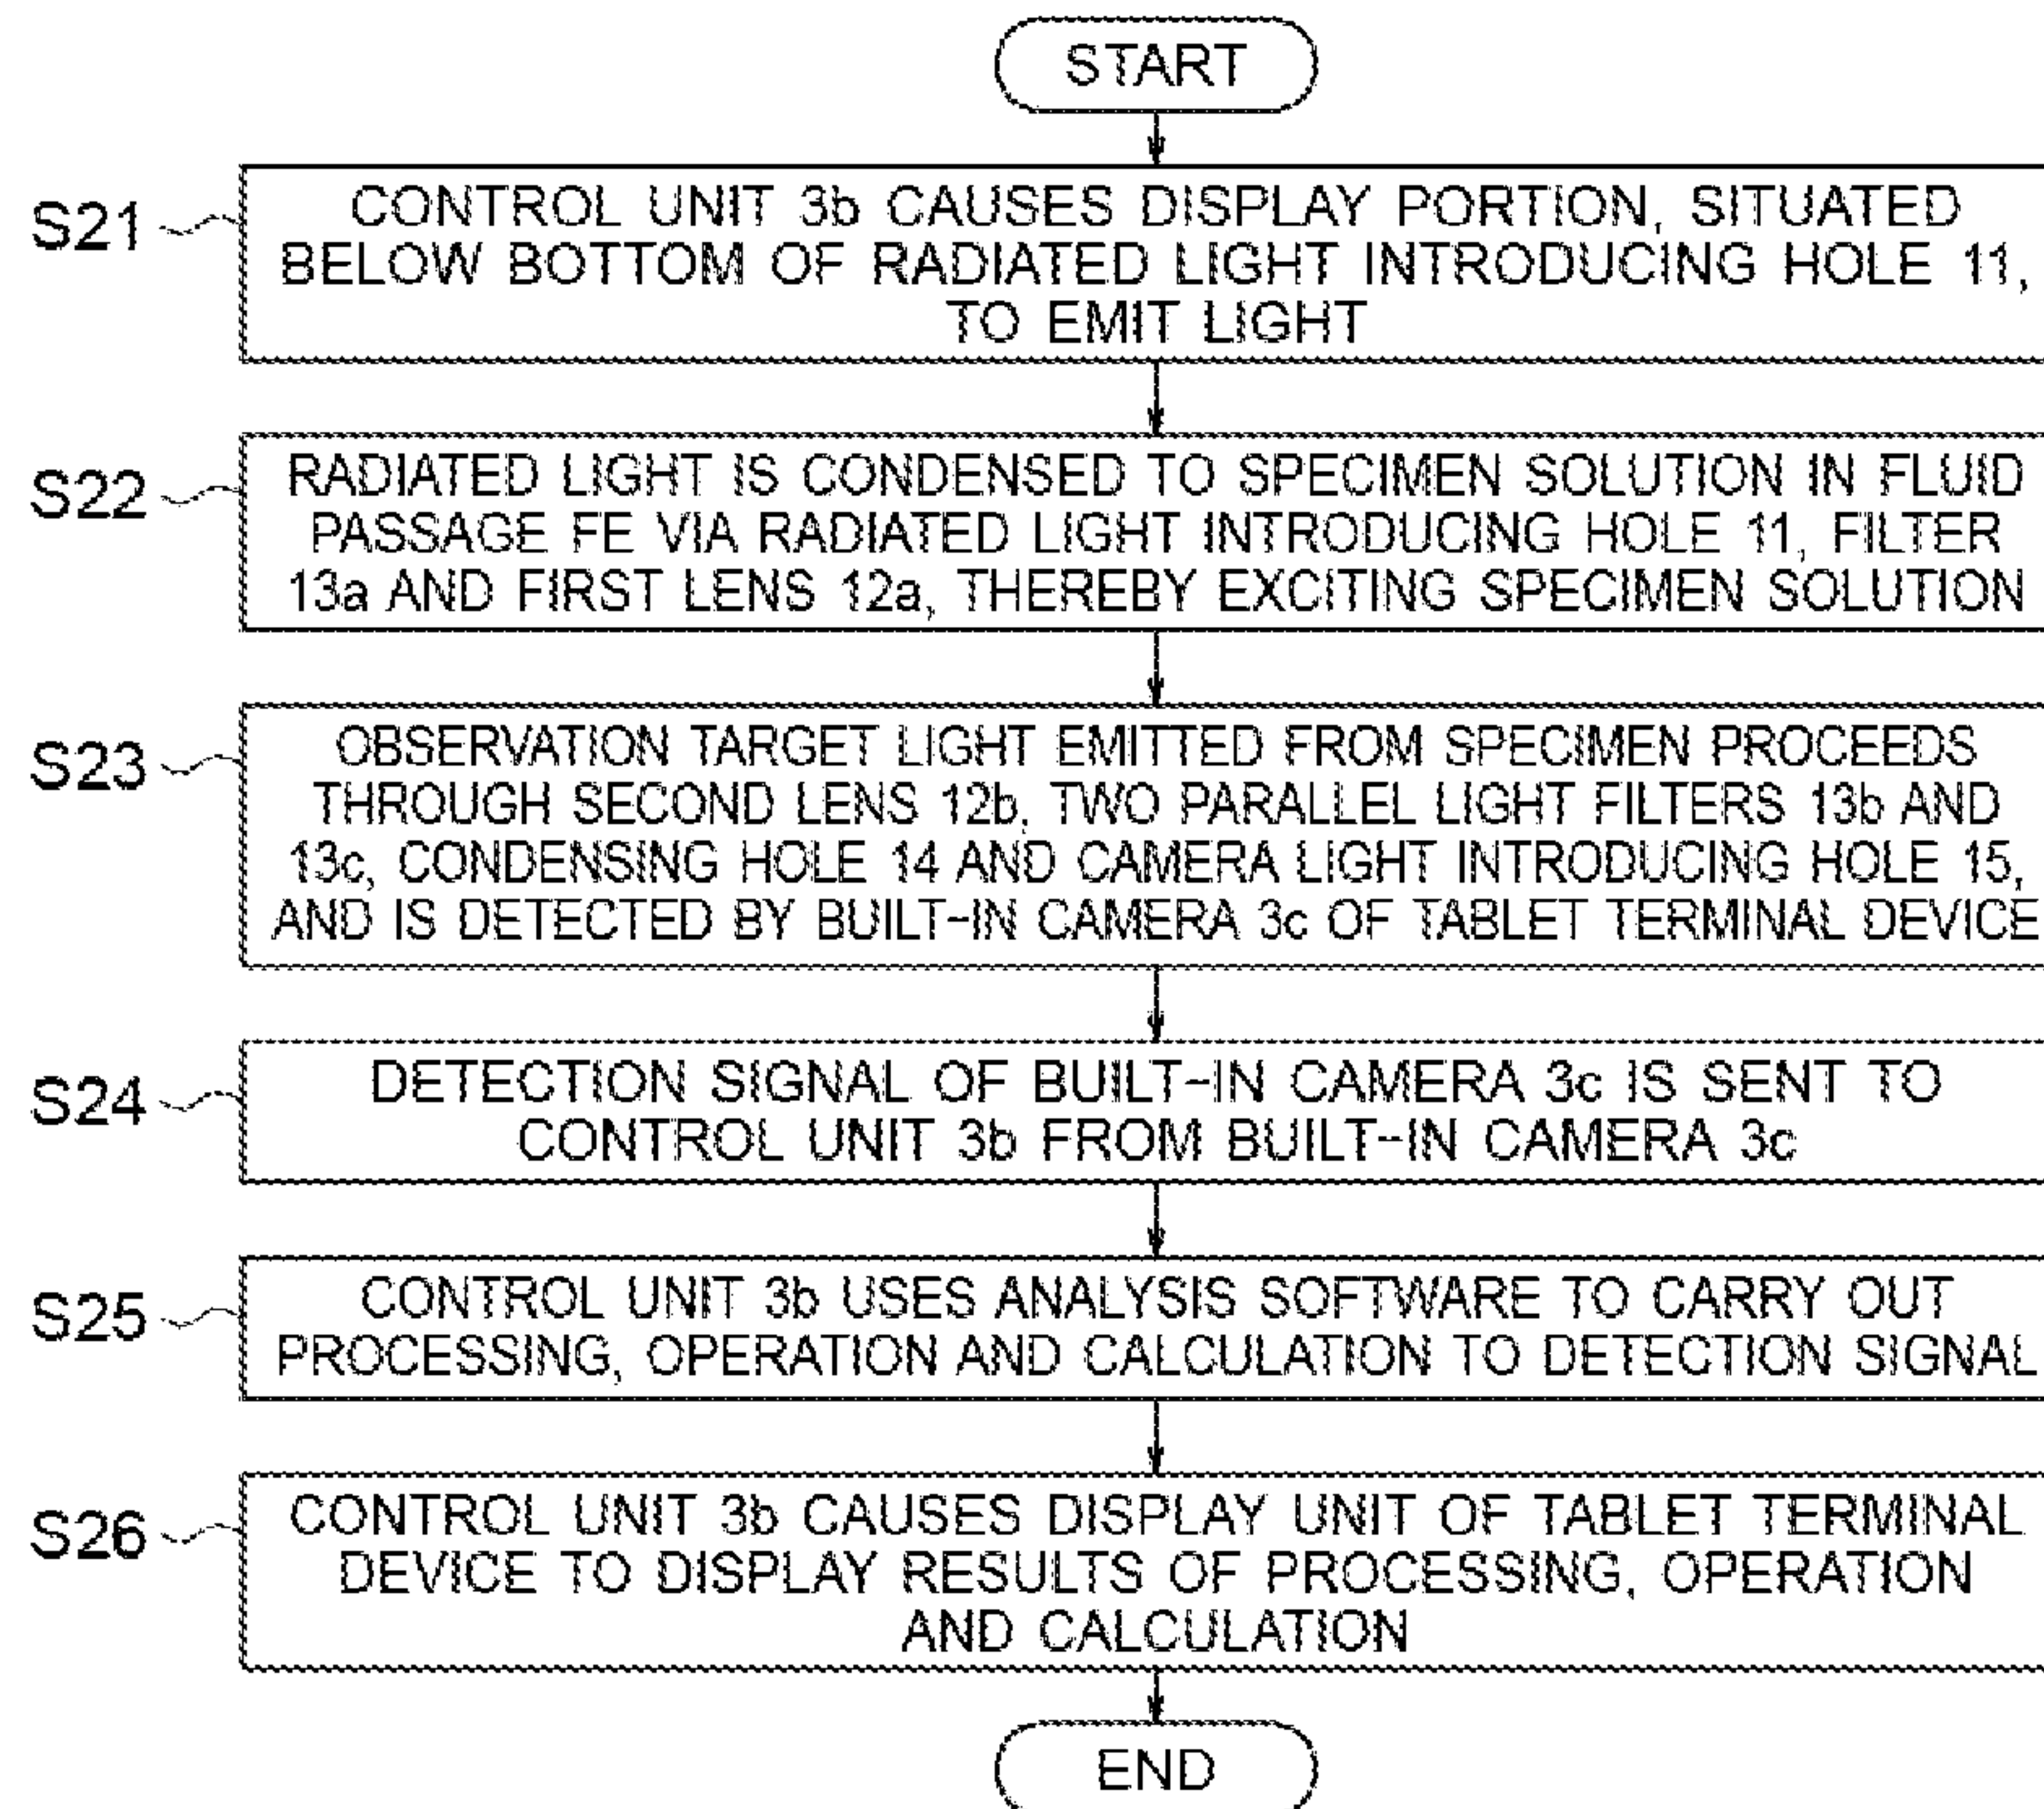 START
S21
CONTROL UNIT 3b CAUSES DISPLAY PORTION, SITUATED
BELOW BOTTOM OF RADIATED LIGHT INTRODUCING HOLE 11,
TO EMIT LIGHT
S22
RADIATED LIGHT IS CONDENSED TO SPECIMEN SOLUTION IN FLUID
PASSAGE FE VIA RADIATED LIGHT INTRODUCING HOLE 11, FILTER
13a AND FIRST LENS 12a, THEREBY EXCITING SPECIMEN SOLUTION
S23
OBSERVATION TARGET LIGHT EMITTED FROM SPECIMEN PROCEEDS
THROUGH SECOND LENS 12b, TWO PARALLEL LIGHT FILTERS 13b AND
13c, CONDENSING HOLE 14 AND CAMERA LIGHT INTRODUCING HOLE 15,
AND IS DETECTED BY BUILT-IN CAMERA 3c OF TABLET TERMINAL DEVICE
S24
DETECTION SIGNAL OF BUILT-IN CAMERA 3c IS SENT TO
CONTROL UNIT 3b FROM BUILT-IN CAMERA 3c
S25
CONTROL UNIT 3b USES ANALYSIS SOFTWARE TO CARRY OUT
PROCESSING, OPERATION AND CALCULATION TO DETECTION SIGNAL
S26
CONTROL UNIT 3b CAUSES DISPLAY UNIT OF TABLET TERMINAL
DEVICE TO DISPLAY RESULTS OF PROCESSING, OPERATION
AND CALCULATION
END